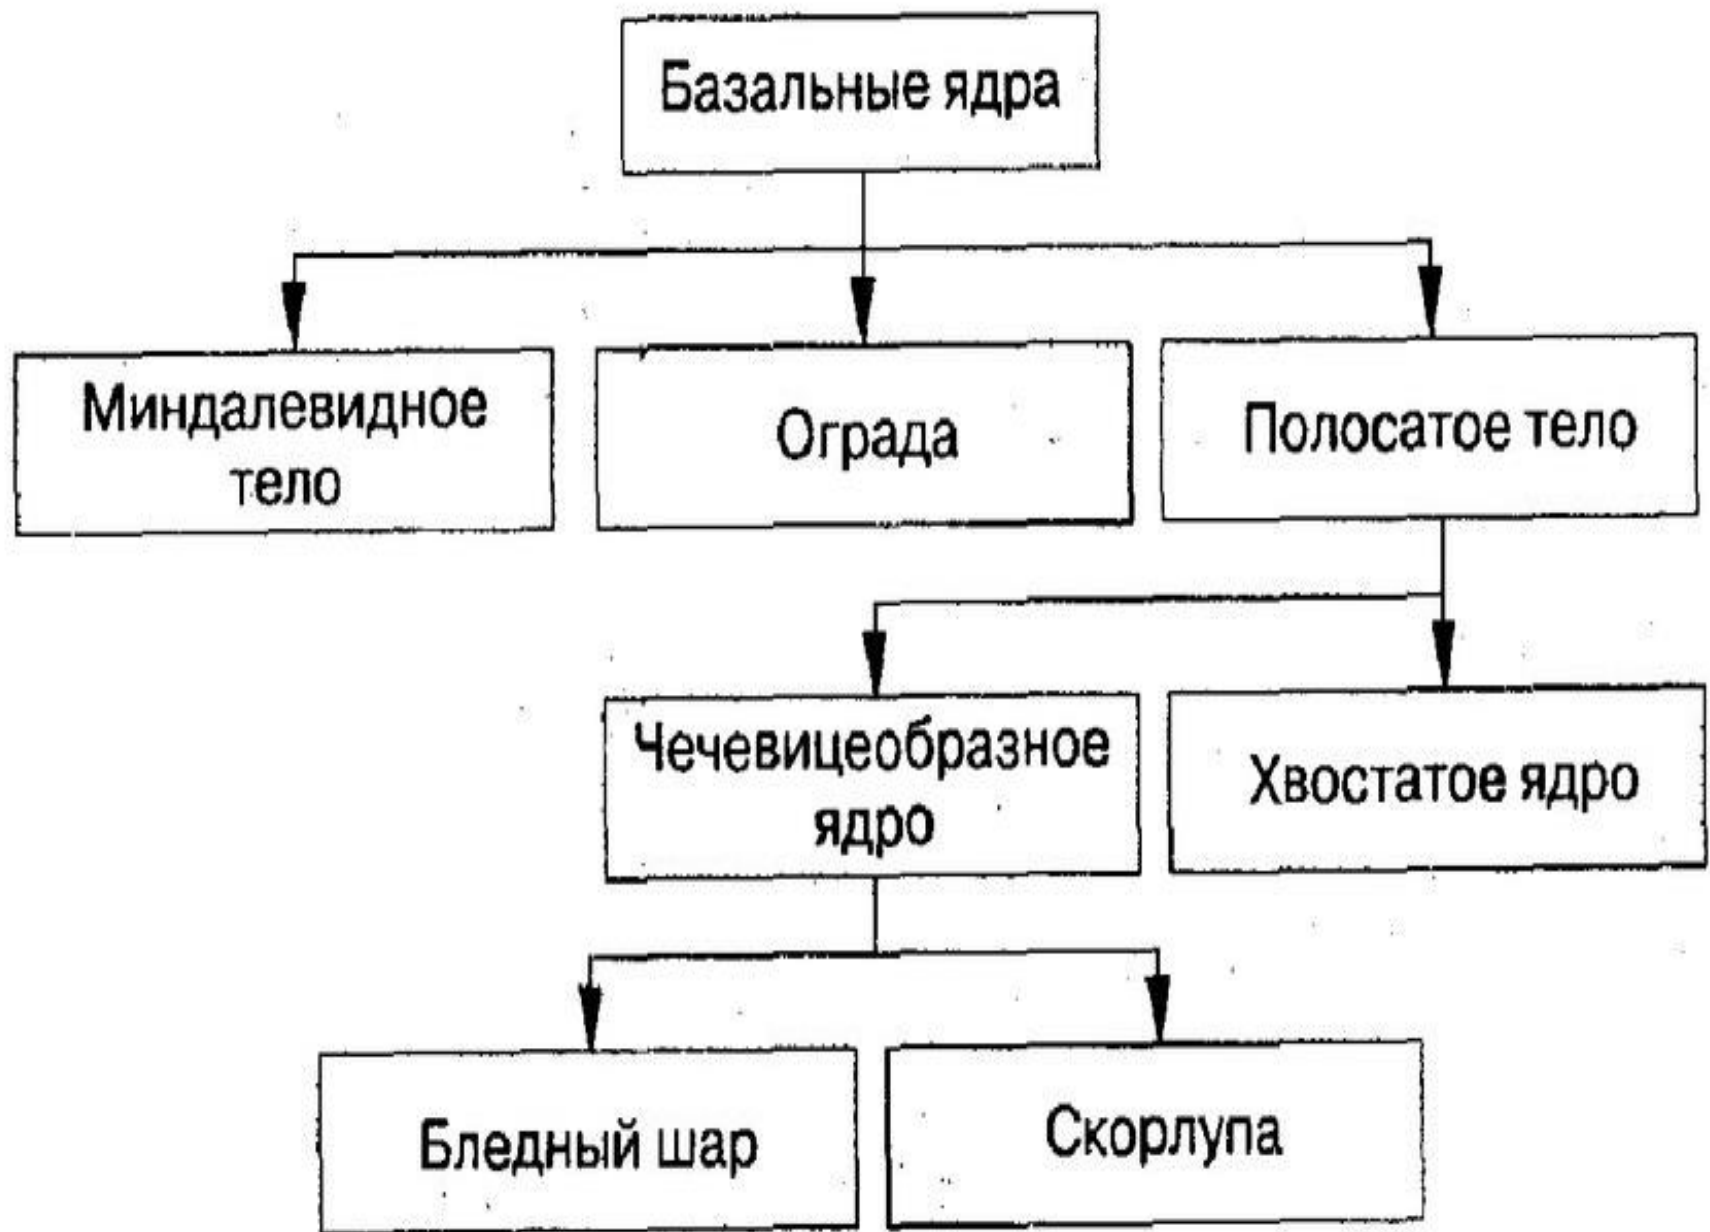 Базальные ядра
Миндалевидное
тело
Ограда
Полосатое тело
Чечевицеобразное
ядро
Хвостатое ядро
Бледный шар
Скорлупа